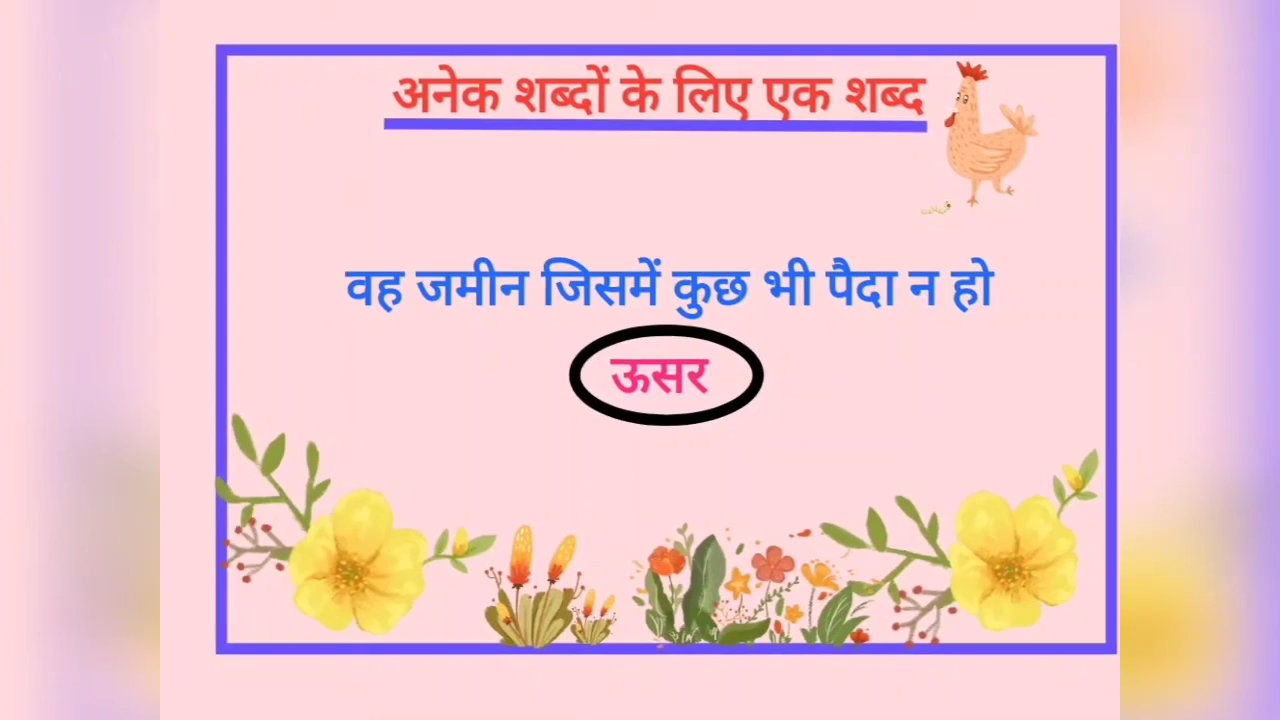 अनेक शब्दों के लिए एक शब्द
वह जमीन जिसमें कुछ भी पैदा न हो
ऊसर